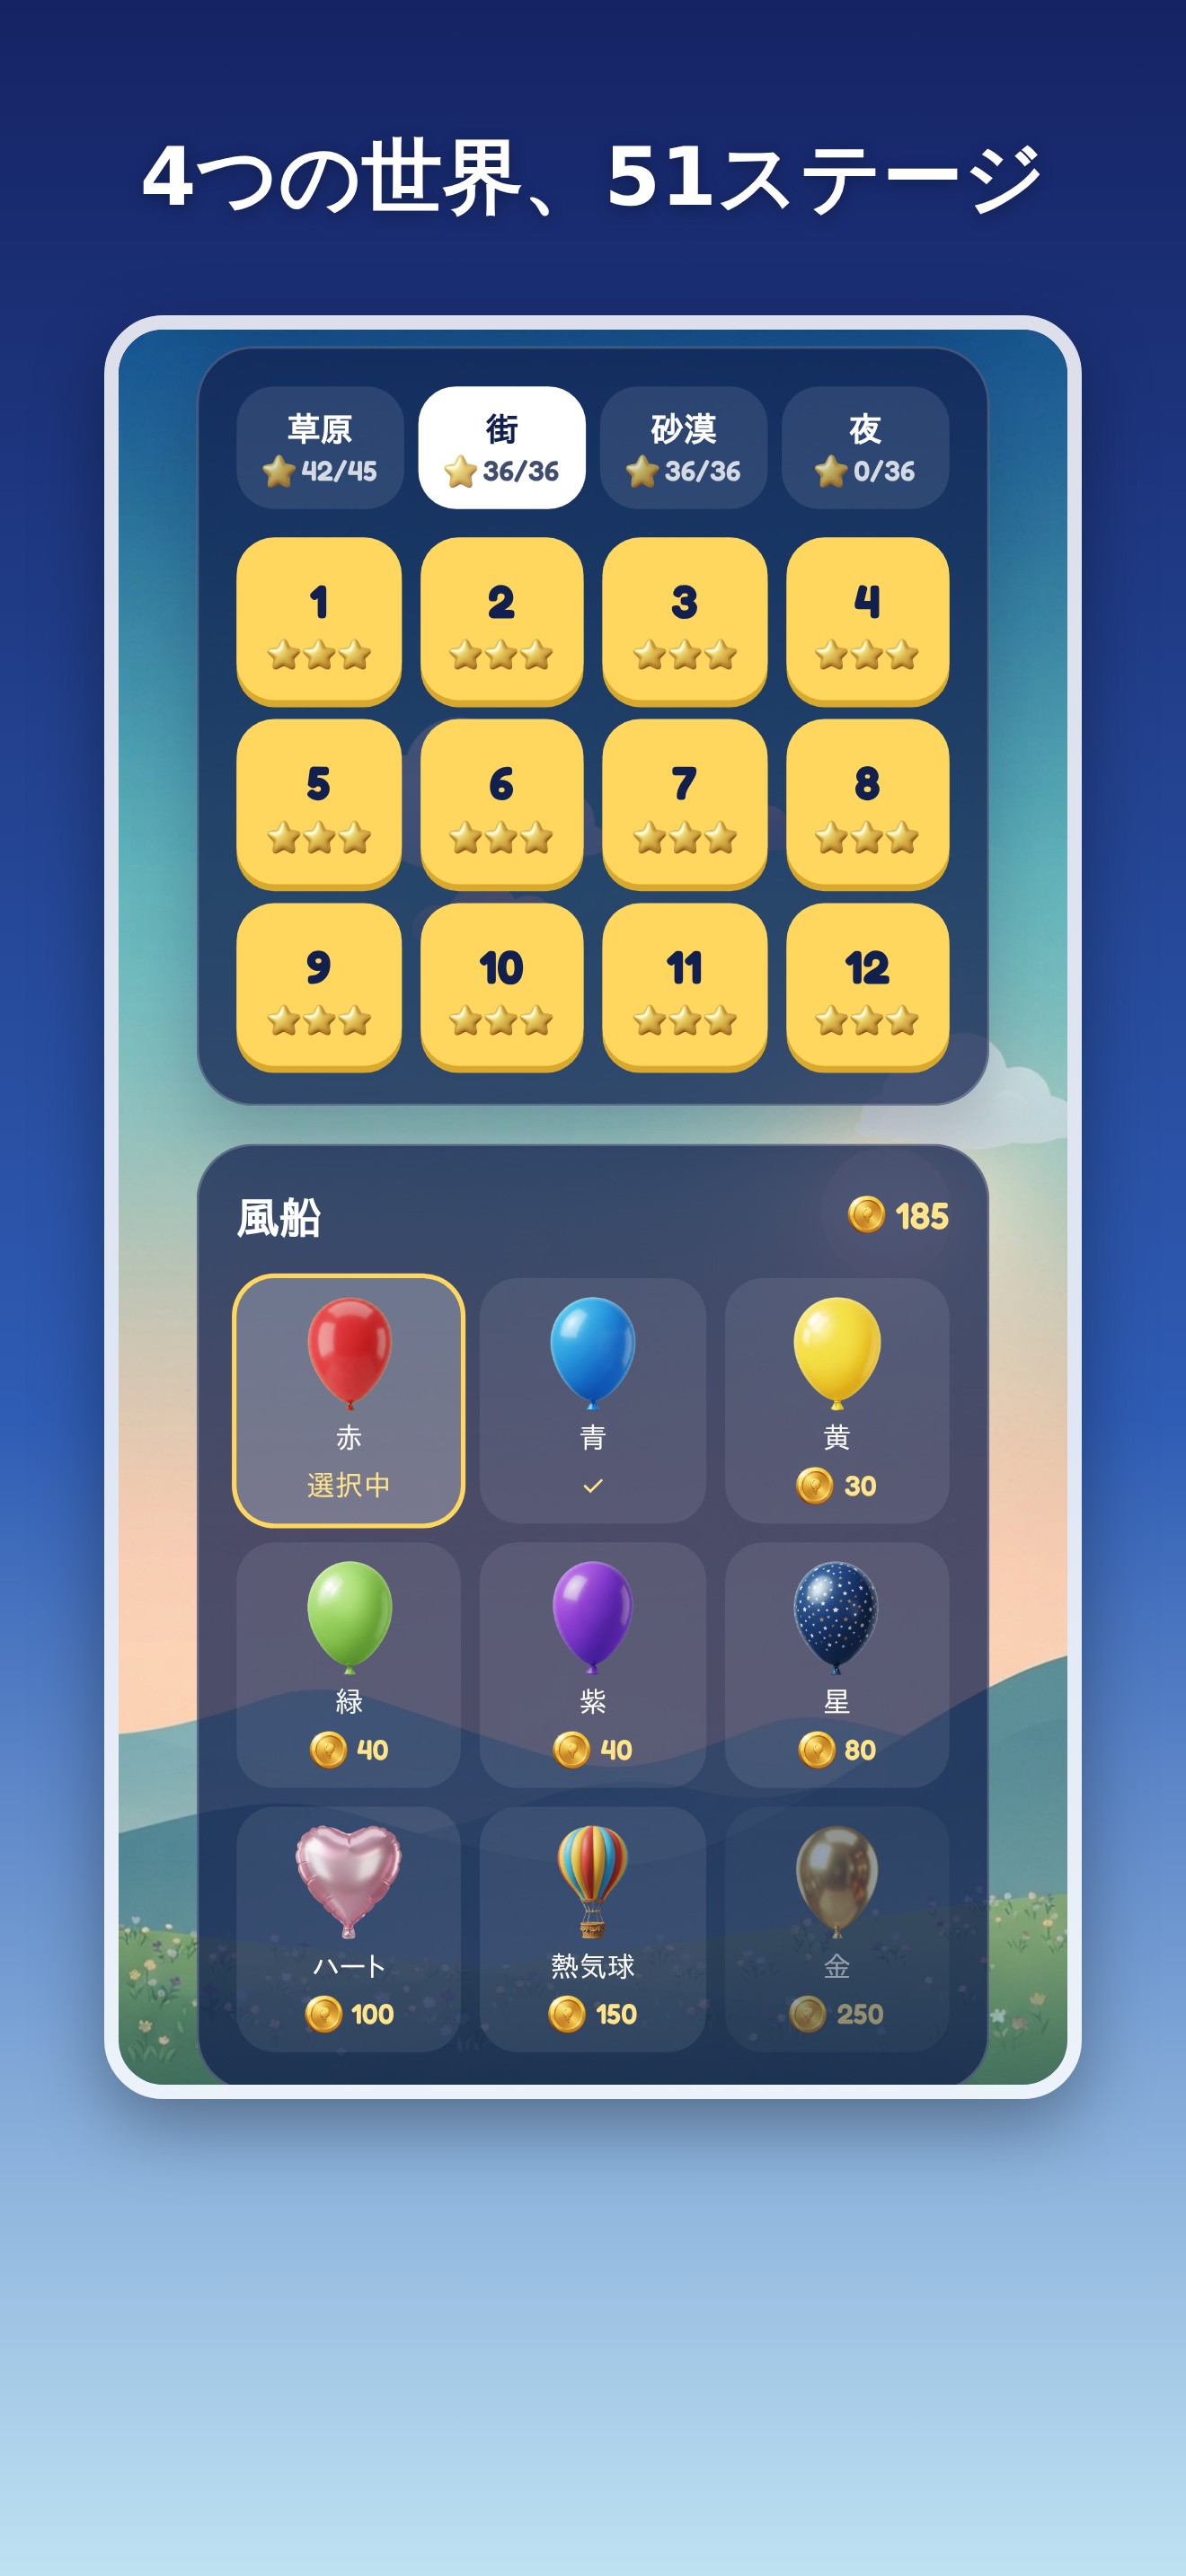 4つの世界、51ステージ
草原 街 砂漠 夜
42/45 36/36 36/36 0/36
1 2 3 4
5 6 7 8
9 10 11 12
風船 185
赤 青 黄
選択中 ✓ 30
緑 紫 星
40 40 80
ハート 熱気球 金
100 150 250